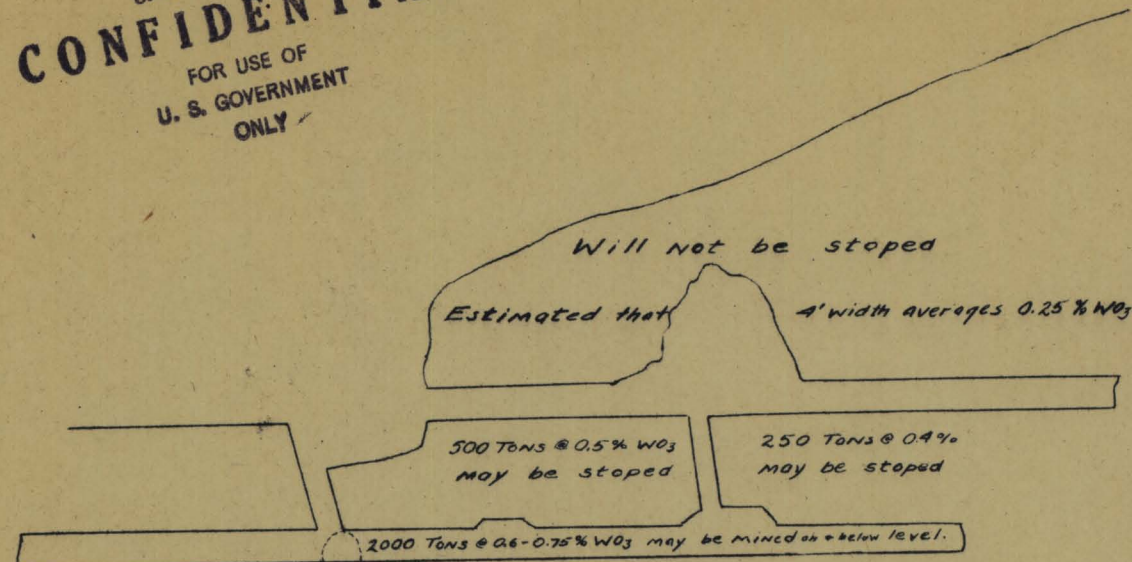 CONFIDENTIA
FOR USE OF
U. S. GOVERNMENT
ONLY
Will Not be stoped
Estimated that 4' width averages 0.25 % WO3
500 Tons @ 0.5 % WO3
may be stoped
250 Tons @ 0.4 %
may be stoped
2000 Tons @ 0.6-0.75% WO3 may be mined on + below level.